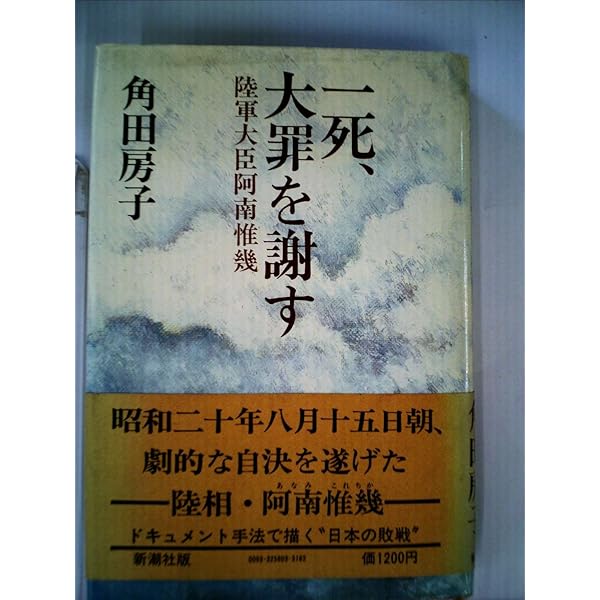 一死、
大罪を謝す
陸軍大臣阿南惟幾
角田房子
昭和二十年八月十五日朝、
劇的な自決を遂げた
あなみ これちか
──陸相・阿南惟幾──
ドキュメント手法で描く〝日本の敗戦〟
新潮社版
価1200円
角田房子